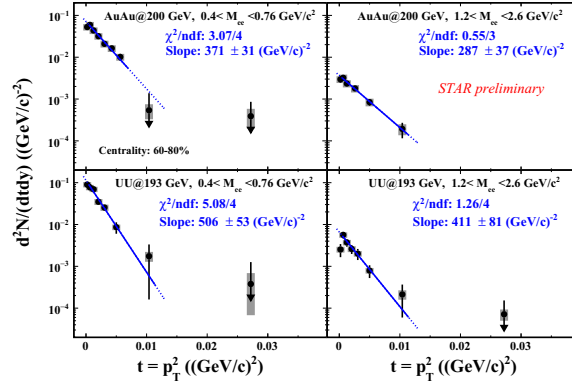 AuAu@200 GeV, 0.4< M_ee <0.76 GeV/c²
χ²/ndf: 3.07/4
Slope: 371 ± 31 (GeV/c)⁻²
Centrality: 60-80%
10⁻¹
10⁻²
10⁻³
10⁻⁴
AuAu@200 GeV, 1.2< M_ee <2.6 GeV/c²
χ²/ndf: 0.55/3
Slope: 287 ± 37 (GeV/c)⁻²
STAR preliminary
d²N/(dtdy) ((GeV/c)⁻²)
UU@193 GeV, 0.4< M_ee <0.76 GeV/c²
χ²/ndf: 5.08/4
Slope: 506 ± 53 (GeV/c)⁻²
10⁻¹
10⁻²
10⁻³
10⁻⁴
UU@193 GeV, 1.2< M_ee <2.6 GeV/c²
χ²/ndf: 1.26/4
Slope: 411 ± 81 (GeV/c)⁻²
0 0.01 0.02 0.03 0 0.01 0.02 0.03
t = p_T² ((GeV/c)²) t = p_T² ((GeV/c)²)